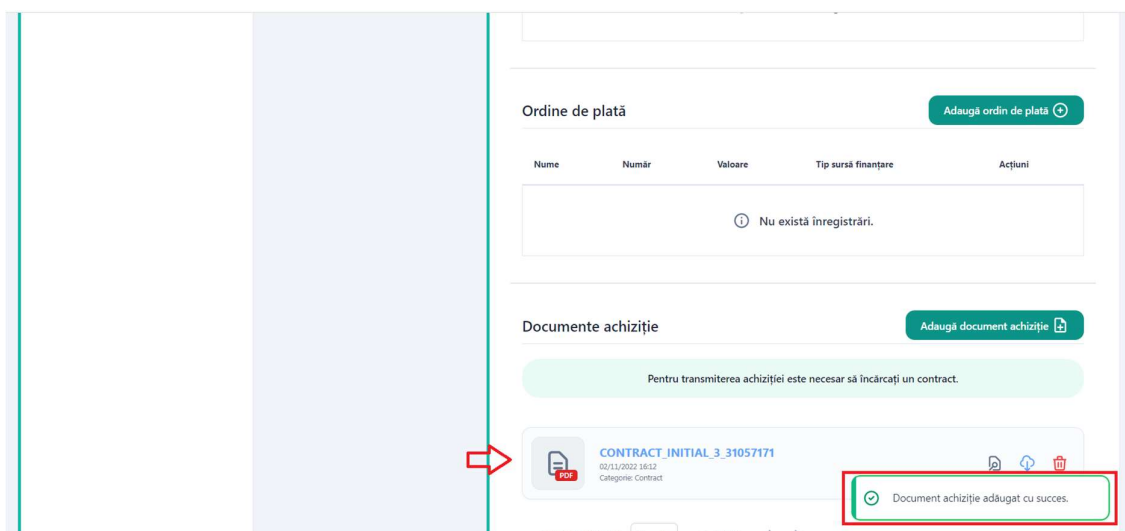 Ordine de plată
Adaugă ordin de plată
Nume Număr Valoare Tip sursă finanțare Acțiuni
Nu există înregistrări.
Documente achiziție
Adaugă document achiziție
Pentru transmiterea achiziției este necesar să încărcați un contract.
CONTRACT_INITIAL_3_31057171
02/11/2022 16:12
Categorie: Contract
PDF
Document achiziție adăugat cu succes.